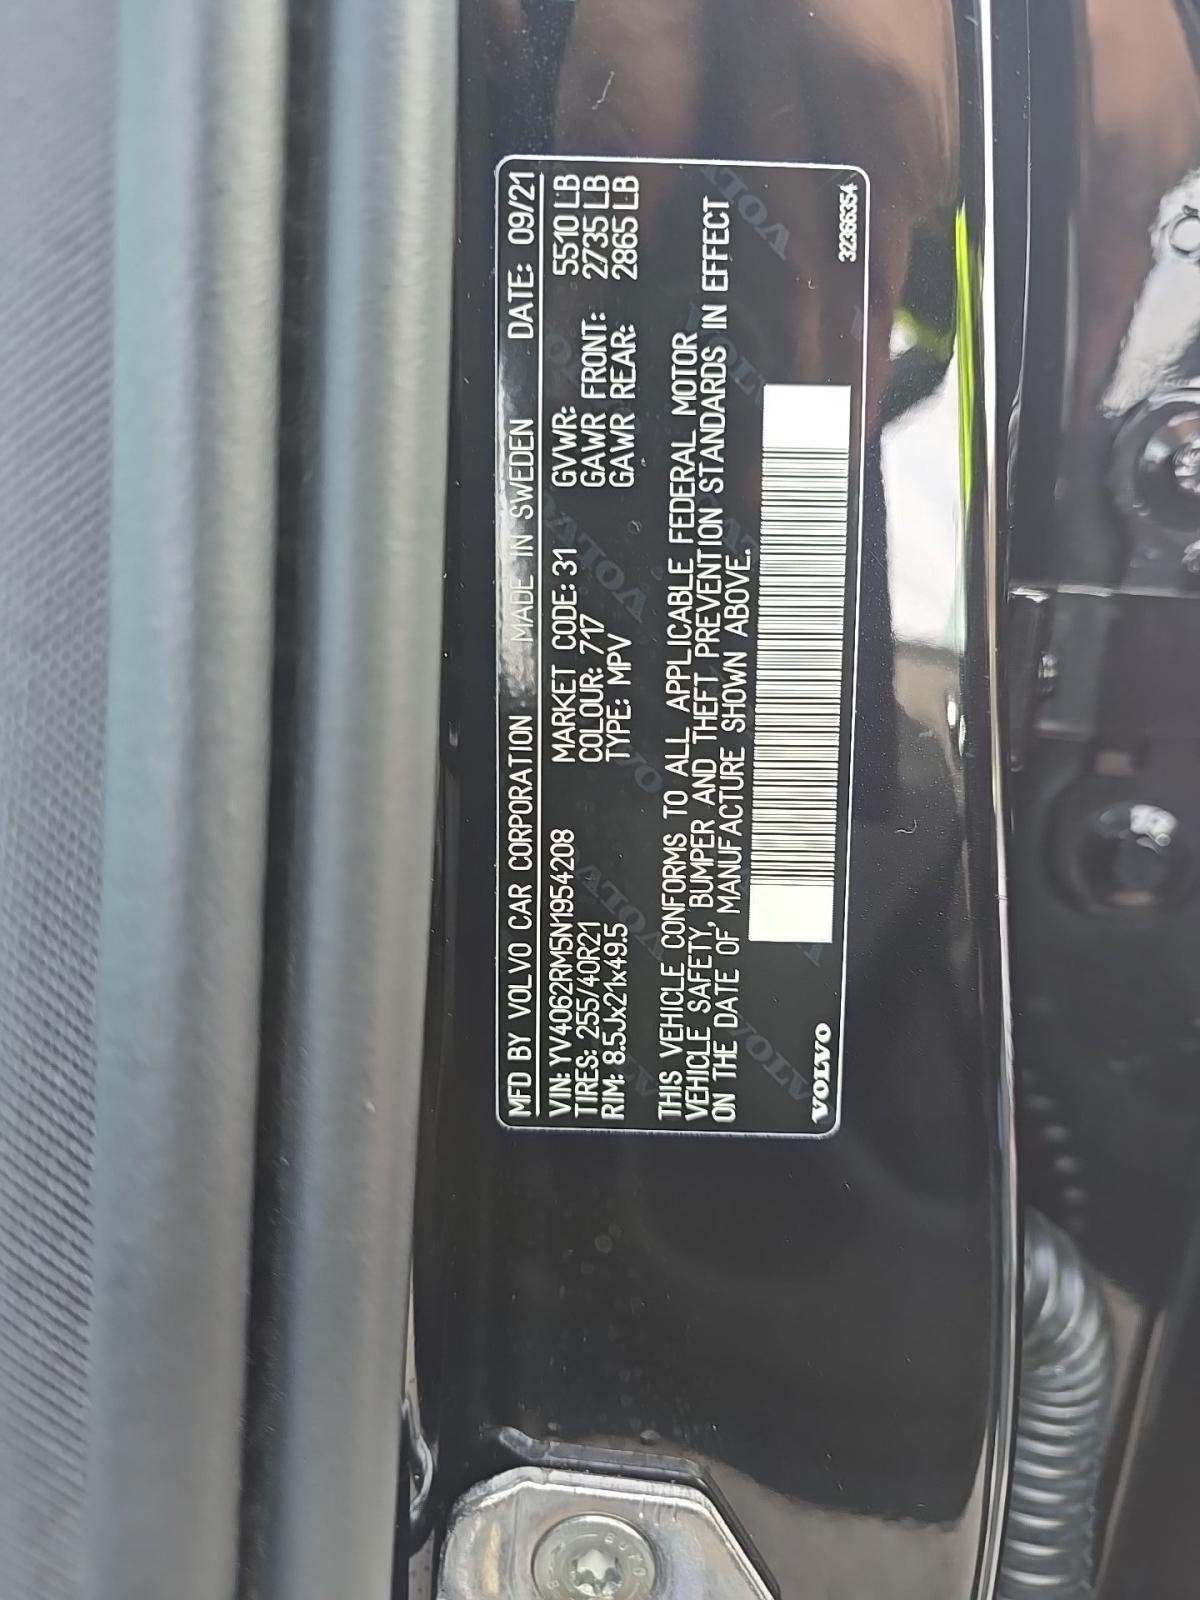 MFD BY VOLVO CAR CORPORATION MADE IN SWEDEN DATE: 09/21
VIN: YV4062RM5N1954208 MARKET CODE: 31 GVWR: 5510 LB
TIRES: 255/40R21 COLOUR: 717 GAWR FRONT: 2735 LB
RIM: 8.5Jx21x49.5 TYPE: MPV GAWR REAR: 2865 LB
THIS VEHICLE CONFORMS TO ALL APPLICABLE FEDERAL MOTOR
VEHICLE SAFETY, BUMPER AND THEFT PREVENTION STANDARDS IN EFFECT
ON THE DATE OF MANUFACTURE SHOWN ABOVE.
VOLVO 32366354